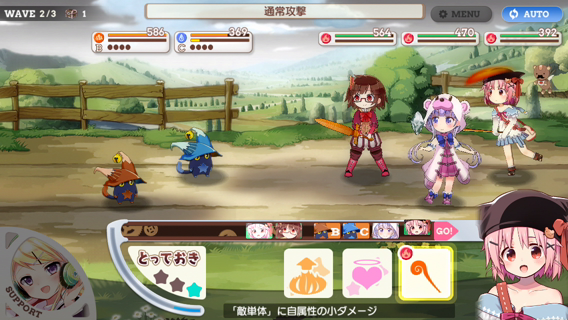 WAVE 2/3
1
通常攻撃
MENU
AUTO
586
B
369
C
564
470
392
B
C
GO!
とっておき
SUPPORT
「敵単体」に自属性の小ダメージ